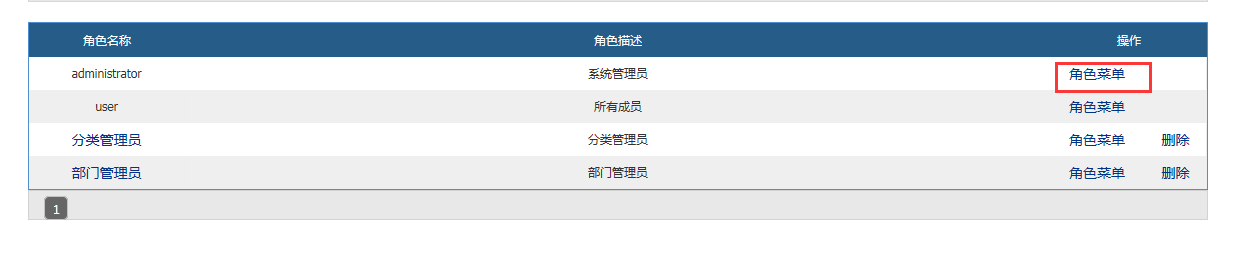 角色名称 角色描述 操作
administrator 系统管理员 角色菜单
user 所有成员 角色菜单
分类管理员 分类管理员 角色菜单 删除
部门管理员 部门管理员 角色菜单 删除
1